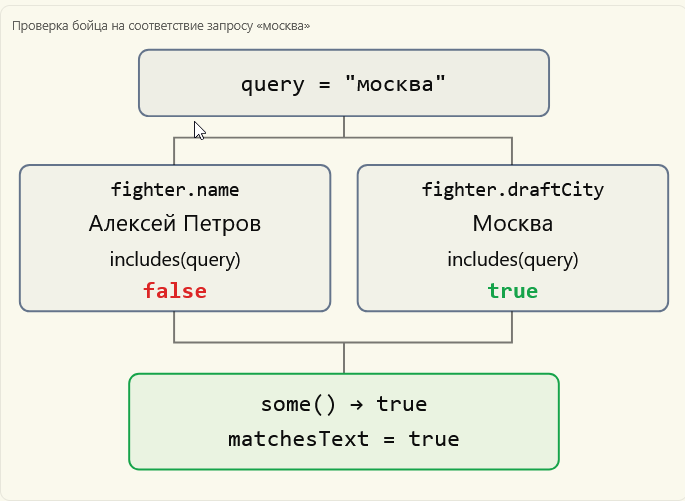 Проверка бойца на соответствие запросу «москва»
query = "москва"
fighter.name
Алексей Петров
includes(query)
false
fighter.draftCity
Москва
includes(query)
true
some() → true
matchesText = true